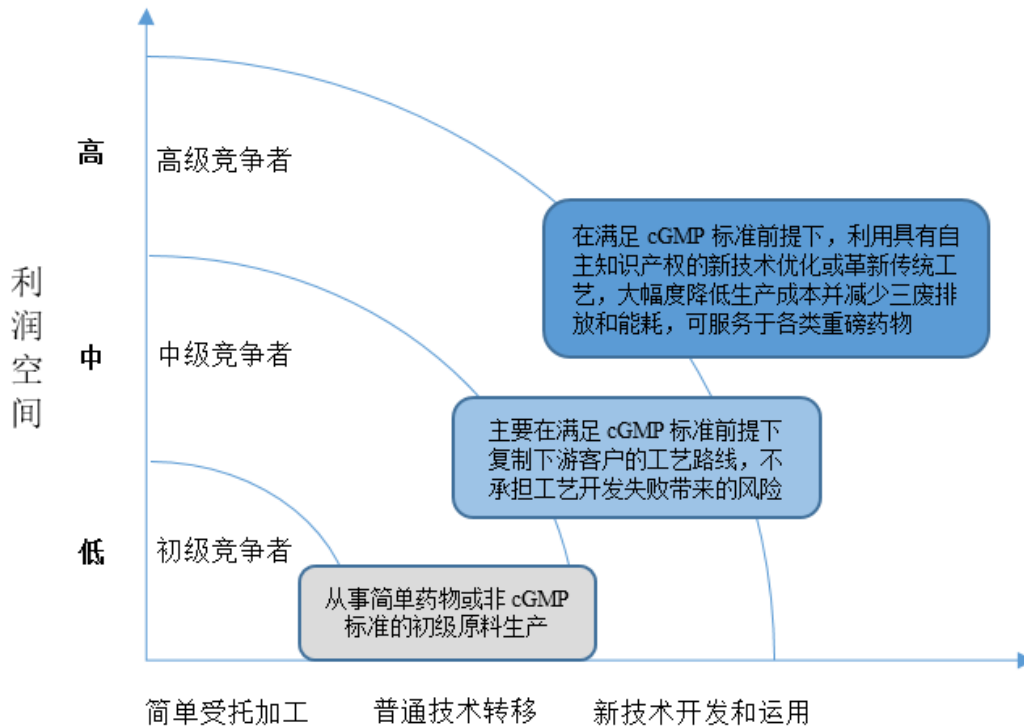 利润空间
高
高级竞争者
在满足 cGMP 标准前提下，利用具有自
主知识产权的新技术优化或革新传统工
艺，大幅度降低生产成本并减少三废排
放和能耗，可服务于各类重磅药物
中
中级竞争者
主要在满足 cGMP 标准前提下
复制下游客户的工艺路线，不
承担工艺开发失败带来的风险
低
初级竞争者
从事简单药物或非 cGMP
标准的初级原料生产
简单受托加工
普通技术转移
新技术开发和运用